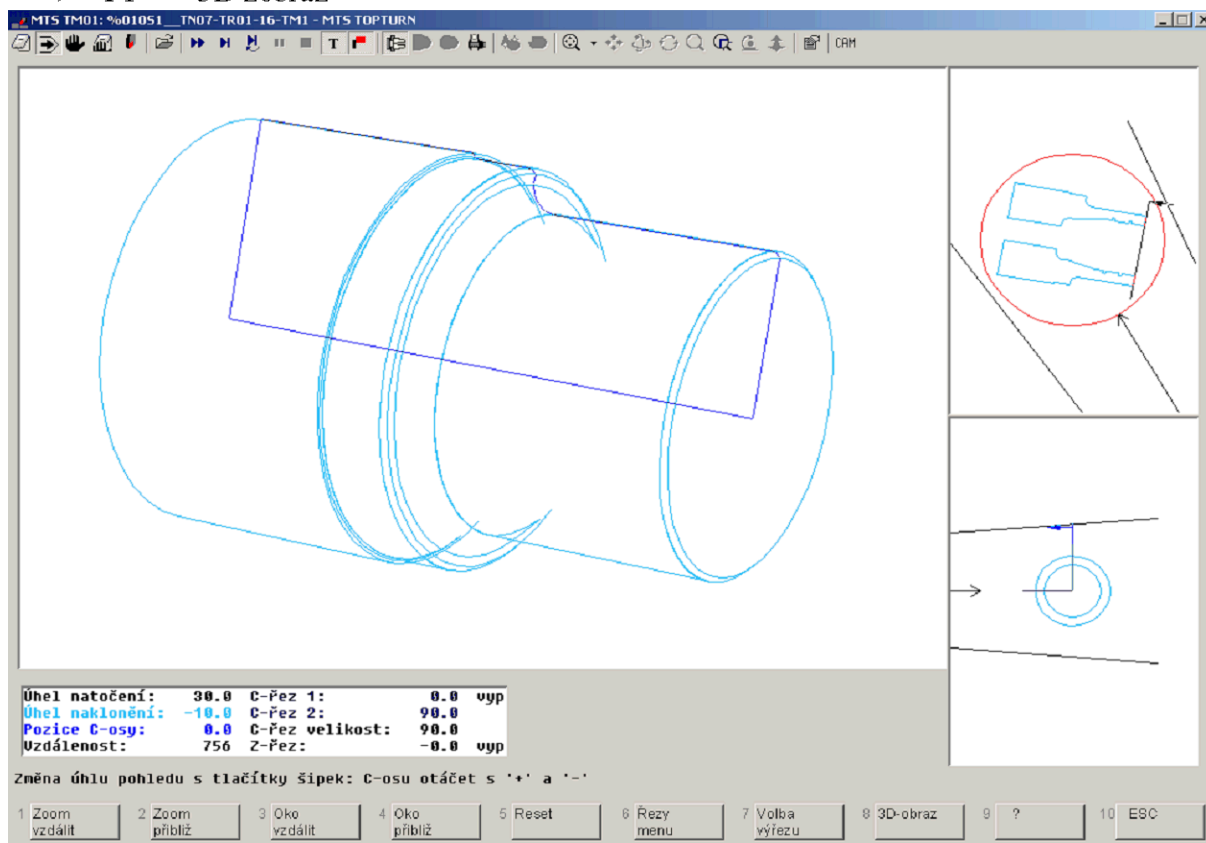 MTS TM01: %01051__TN07-TR01-16-TM1 - MTS TOPTURN
T CAM
Úhel natočení: 30.0 C-řez 1: 0.0 vyp
Úhel naklonění: -10.0 C-řez 2: 90.0
Pozice C-osy: 0.0 C-řez velikost: 90.0
Vzdálenost: 756 Z-řez: -0.0 vyp
Změna úhlu pohledu s tlačítky šipek: C-osu otáčet s '+' a '-'
1 Zoom vzdálit
2 Zoom přibliž
3 Oko vzdálit
4 Oko přibliž
5 Reset
6 Řezy menu
7 Volba výřezu
8 3D-obraz
9 ?
10 ESC